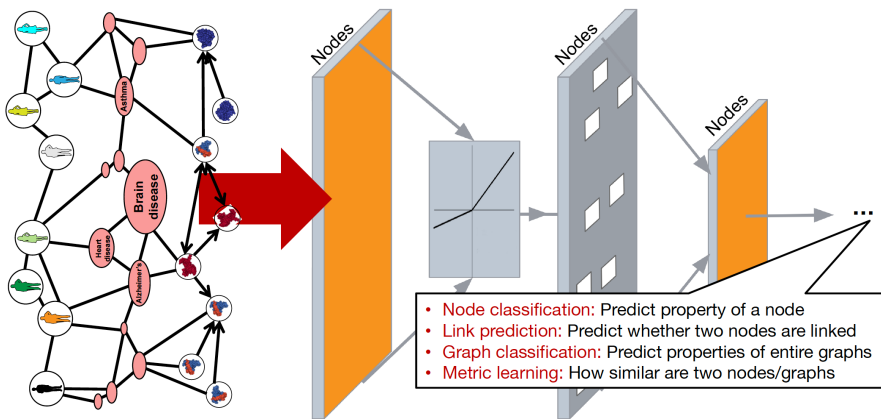 Nodes
Nodes
Nodes
Asthma
Brain
disease
Heart
disease
Alzheimer's
...
• Node classification: Predict property of a node
• Link prediction: Predict whether two nodes are linked
• Graph classification: Predict properties of entire graphs
• Metric learning: How similar are two nodes/graphs